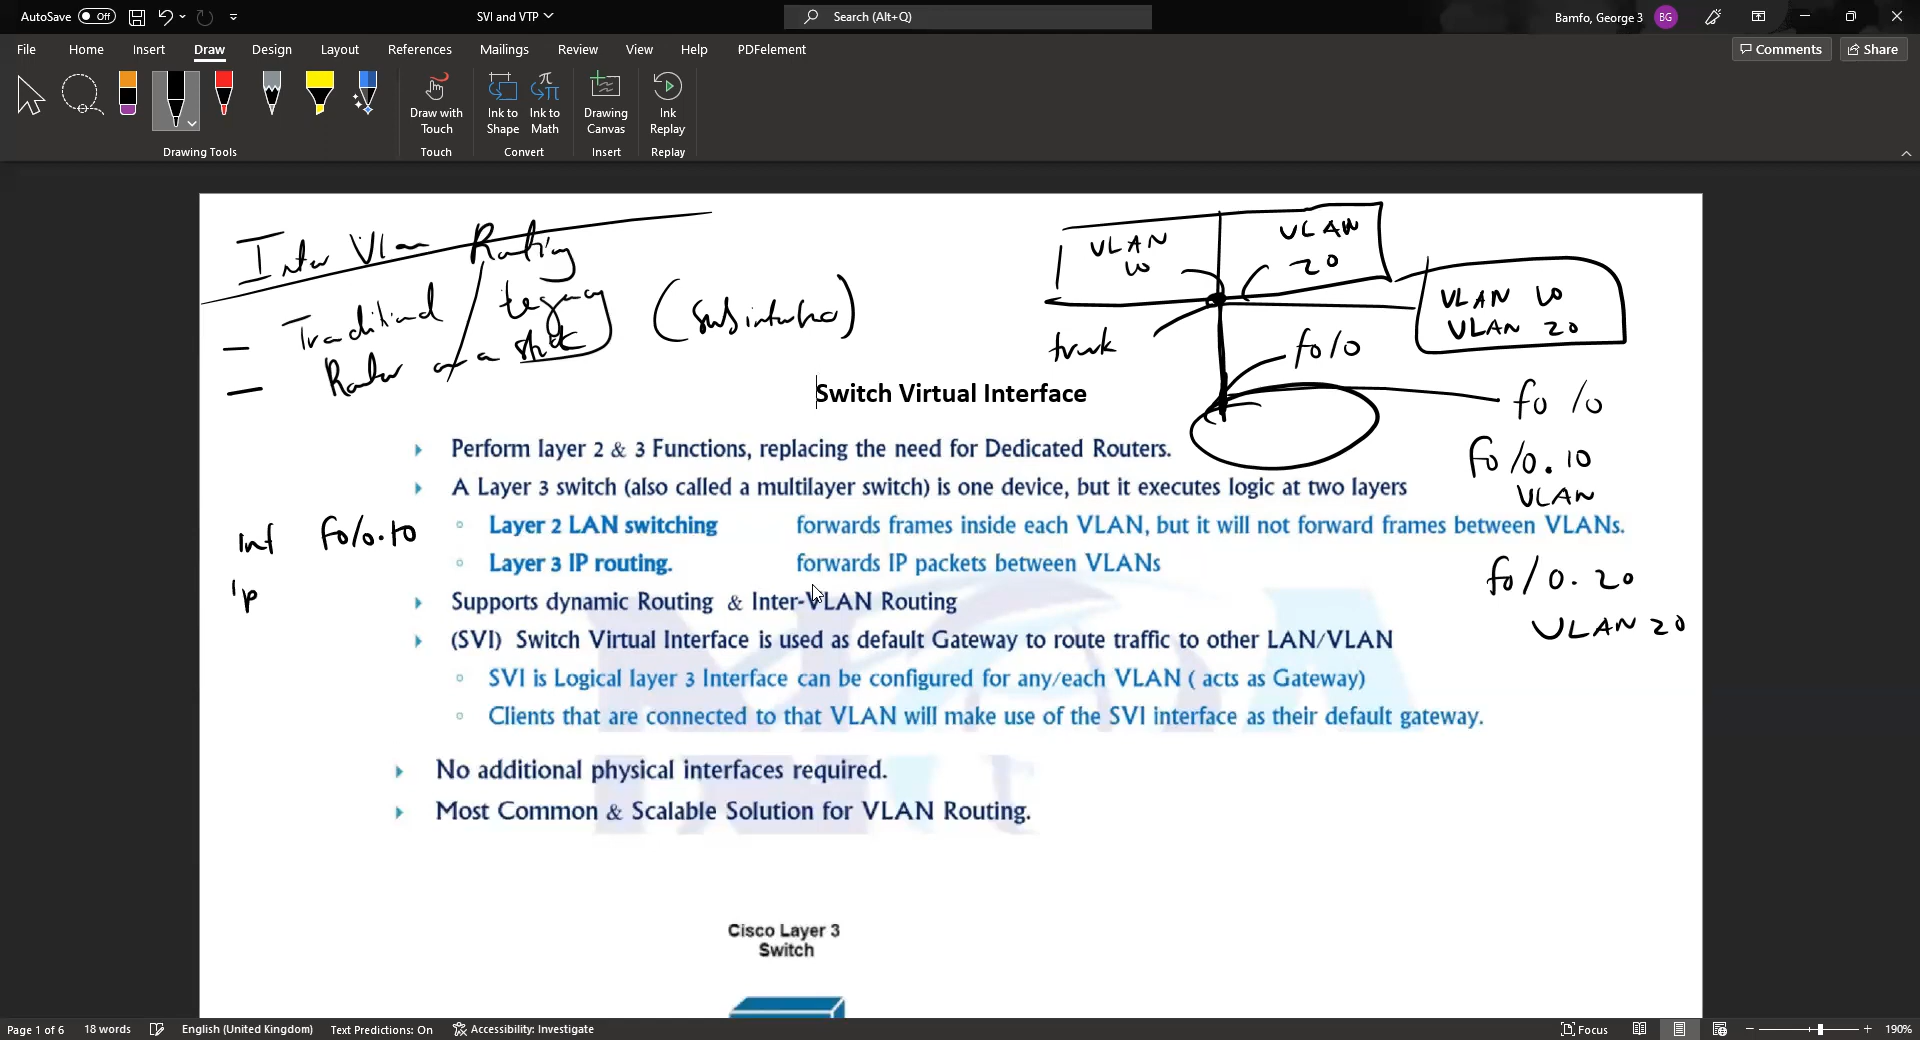 AutoSave Off
SVI and VTP
Search (Alt+Q)
Bamfo, George 3 BG
File Home Insert Draw Design Layout References Mailings Review View Help PDFelement
Comments Share
Draw with Touch
Ink to Shape
Ink to Math
Drawing Canvas
Ink Replay
Drawing Tools Touch Convert Insert Replay
Inter Vlan Routing
- Traditional / legacy
- Router on a stick
VLAN 10
VLAN 20
VLAN 10
VLAN 20
trunk
fo/0
fo/0
fo/0.10
VLAN
fo/0.20
VLAN 20
Switch Virtual Interface
Perform layer 2 & 3 Functions, replacing the need for Dedicated Routers.
A Layer 3 switch (also called a multilayer switch) is one device, but it executes logic at two layers
Layer 2 LAN switching forwards frames inside each VLAN, but it will not forward frames between VLANs.
Layer 3 IP routing. forwards IP packets between VLANs
Int fo/0.10
ip
Supports dynamic Routing & Inter-VLAN Routing
(SVI) Switch Virtual Interface is used as default Gateway to route traffic to other LAN/VLAN
SVI is Logical layer 3 Interface can be configured for any/each VLAN ( acts as Gateway)
Clients that are connected to that VLAN will make use of the SVI interface as their default gateway.
No additional physical interfaces required.
Most Common & Scalable Solution for VLAN Routing.
Cisco Layer 3
Switch
Page 1 of 6 18 words English (United Kingdom) Text Predictions: On Accessibility: Investigate Focus 190%